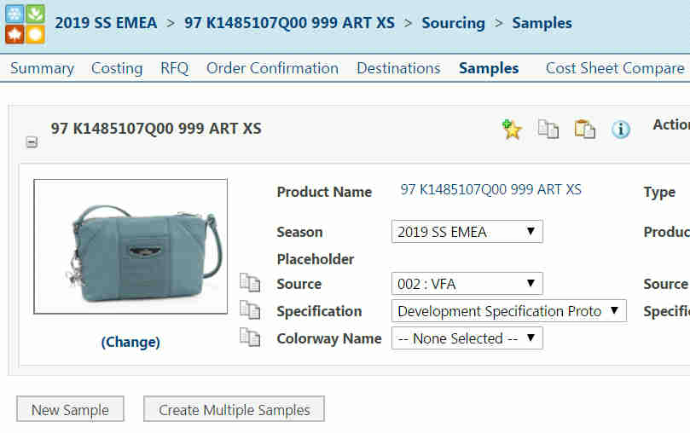 2019 SS EMEA > 97 K1485107Q00 999 ART XS > Sourcing > Samples
Summary Costing RFQ Order Confirmation Destinations Samples Cost Sheet Compare
97 K1485107Q00 999 ART XS Action
Product Name 97 K1485107Q00 999 ART XS Type
Season 2019 SS EMEA Produc
Placeholder
Source 002 : VFA Source
Specification Development Specification Proto Specific
Colorway Name -- None Selected --
(Change)
New Sample Create Multiple Samples